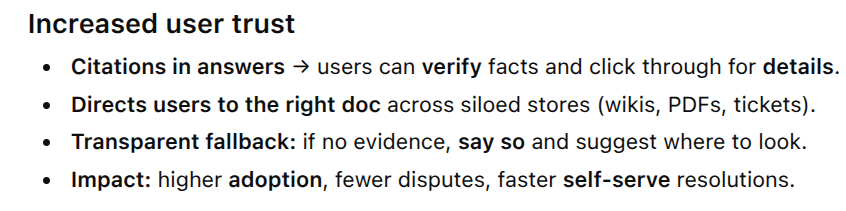 Increased user trust
• Citations in answers → users can verify facts and click through for details.
• Directs users to the right doc across siloed stores (wikis, PDFs, tickets).
• Transparent fallback: if no evidence, say so and suggest where to look.
• Impact: higher adoption, fewer disputes, faster self-serve resolutions.